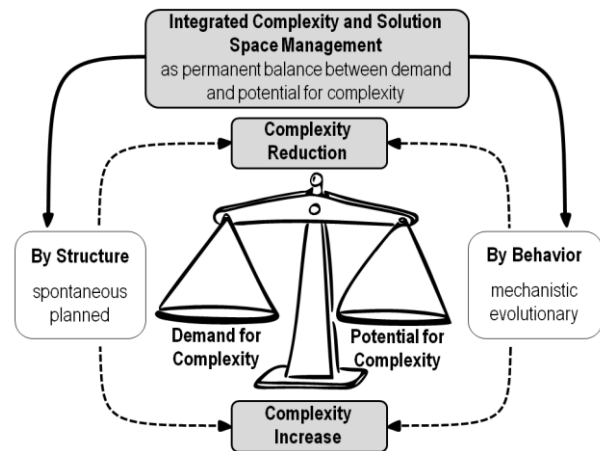 Integrated Complexity and Solution
Space Management
as permanent balance between demand
and potential for complexity
Complexity
Reduction
By Structure
spontaneous
planned
By Behavior
mechanistic
evolutionary
Demand for
Complexity
Potential for
Complexity
Complexity
Increase